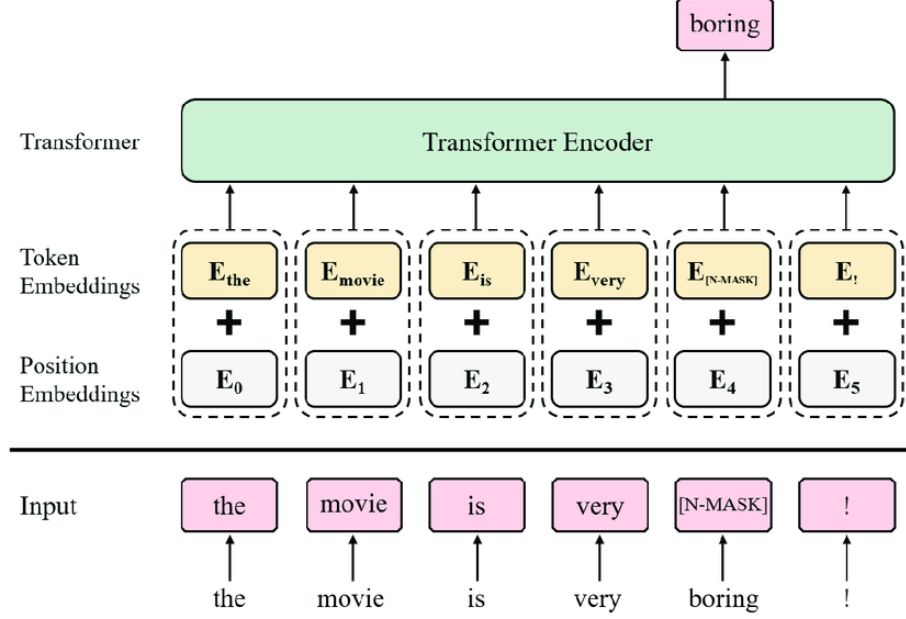 boring
Transformer
Transformer Encoder
Token
Embeddings
E_the E_movie E_is E_very E_[N-MASK] E_!
+ + + + + +
Position
Embeddings
E_0 E_1 E_2 E_3 E_4 E_5
Input
the movie is very [N-MASK] !
the movie is very boring !